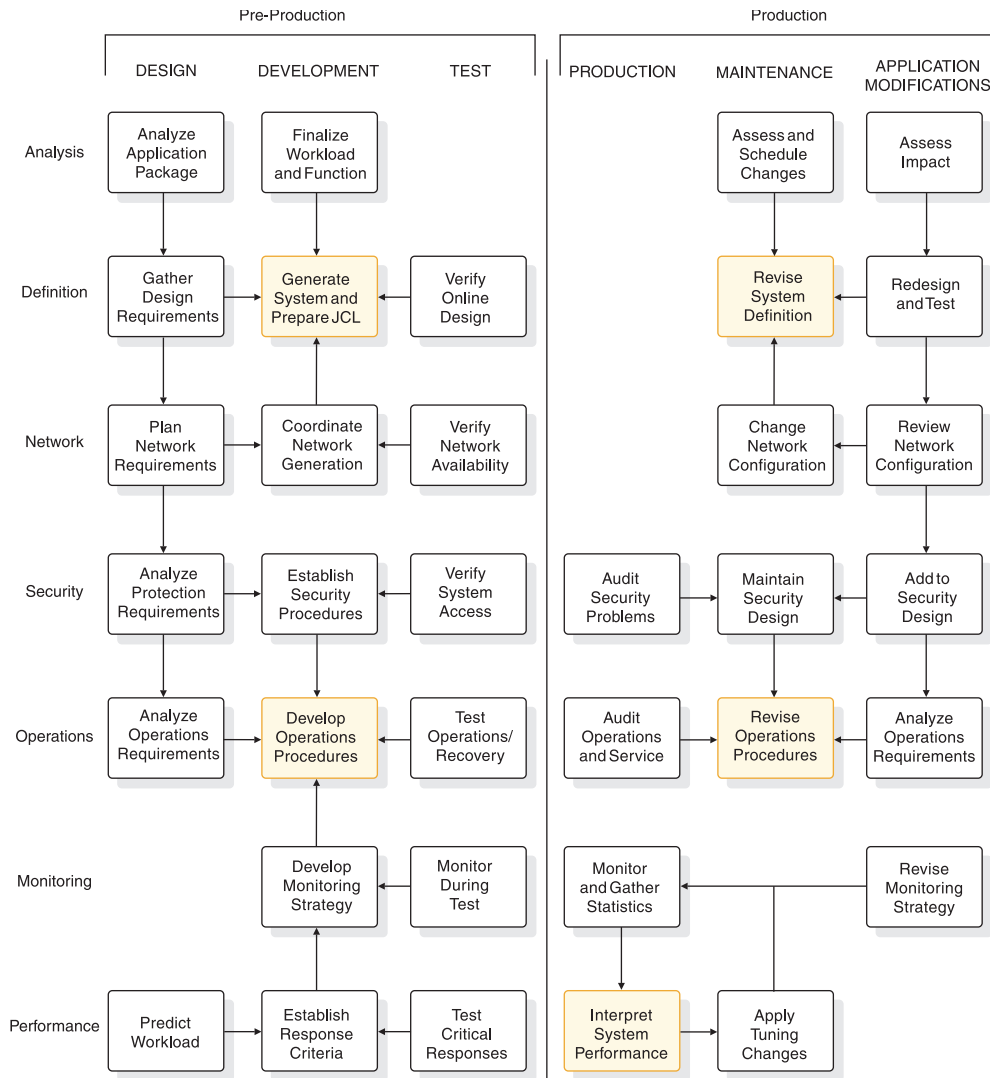 Pre-Production
Production
DESIGN
DEVELOPMENT
TEST
PRODUCTION
MAINTENANCE
APPLICATION
MODIFICATIONS
Analysis
Analyze
Application
Package
Finalize
Workload
and Function
Assess and
Schedule
Changes
Assess
Impact
Definition
Gather
Design
Requirements
Generate
System and
Prepare JCL
Verify
Online
Design
Revise
System
Definition
Redesign
and Test
Network
Plan
Network
Requirements
Coordinate
Network
Generation
Verify
Network
Availability
Change
Network
Configuration
Review
Network
Configuration
Security
Analyze
Protection
Requirements
Establish
Security
Procedures
Verify
System
Access
Audit
Security
Problems
Maintain
Security
Design
Add to
Security
Design
Operations
Analyze
Operations
Requirements
Develop
Operations
Procedures
Test
Operations/
Recovery
Audit
Operations
and Service
Revise
Operations
Procedures
Analyze
Operations
Requirements
Monitoring
Develop
Monitoring
Strategy
Monitor
During
Test
Monitor
and Gather
Statistics
Revise
Monitoring
Strategy
Performance
Predict
Workload
Establish
Response
Criteria
Test
Critical
Responses
Interpret
System
Performance
Apply
Tuning
Changes